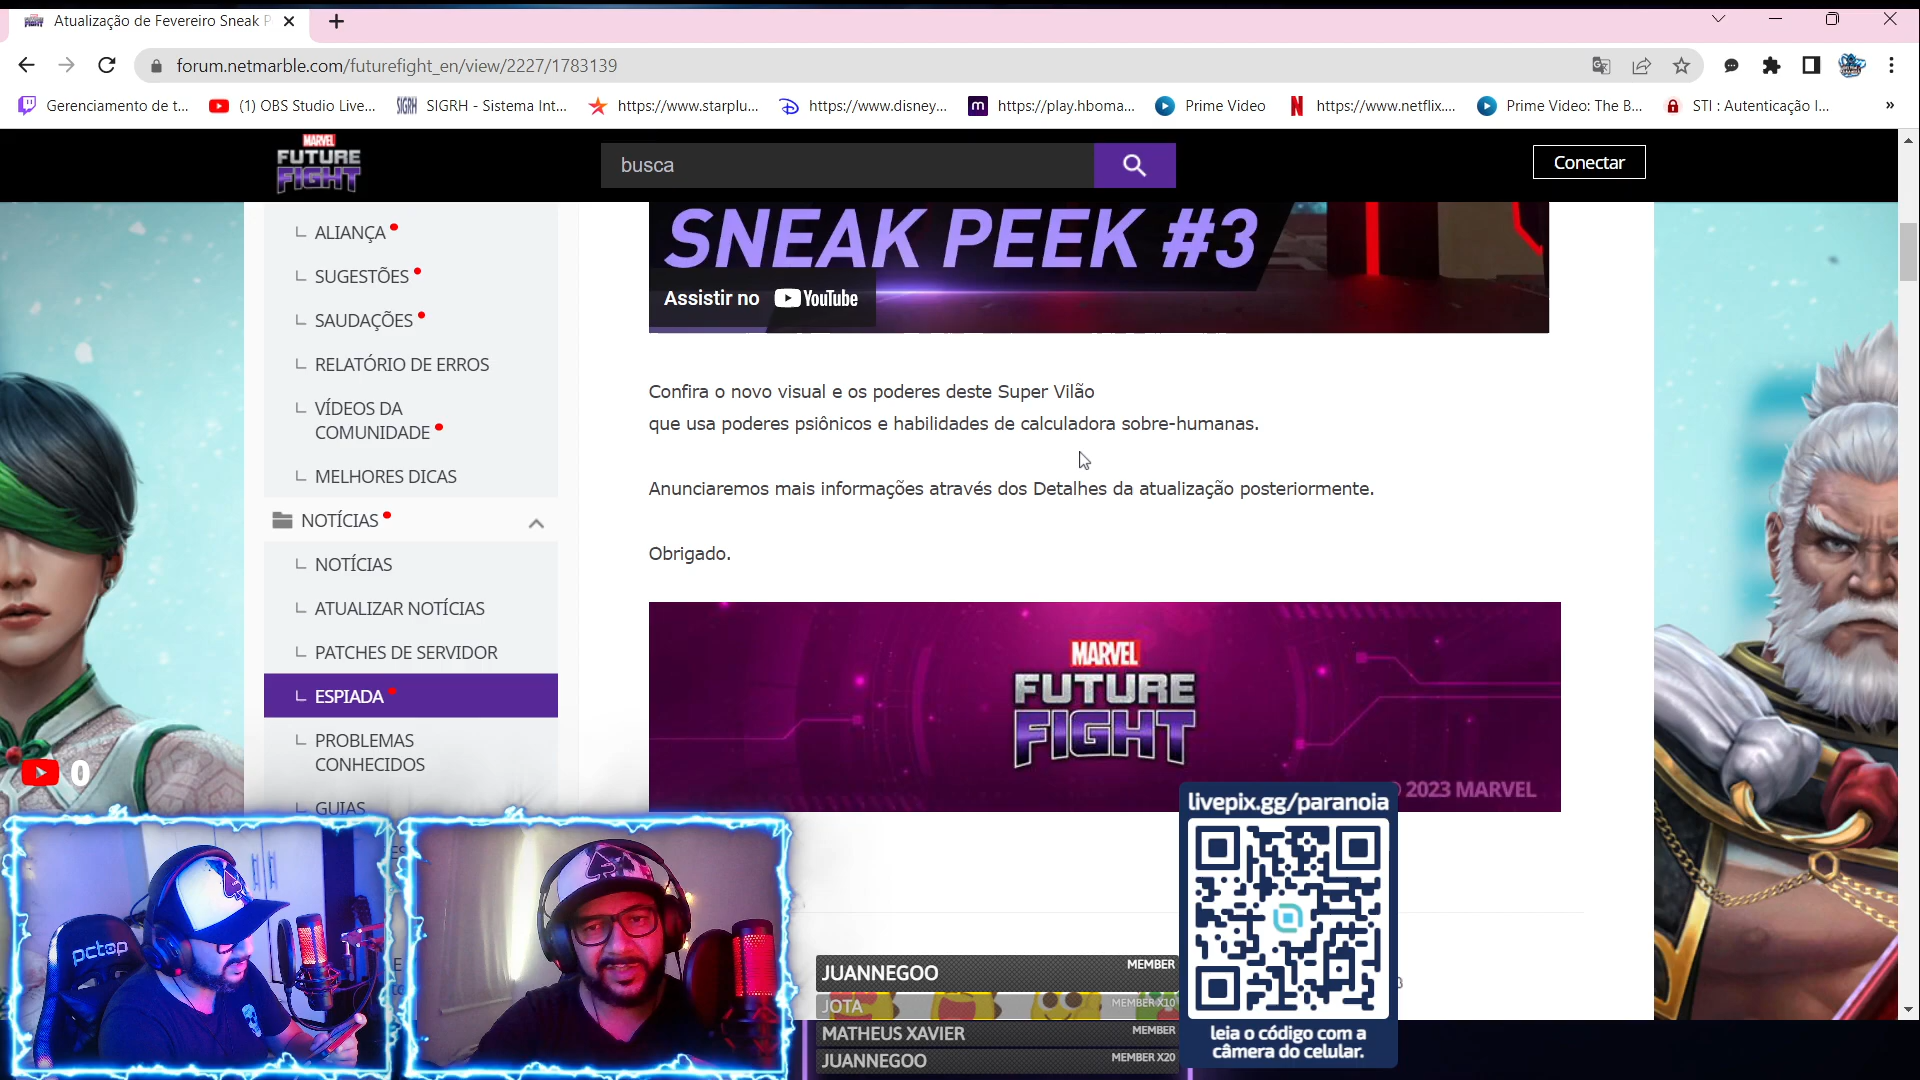 Atualização de Fevereiro Sneak P
forum.netmarble.com/futurefight_en/view/2227/1783139
Gerenciamento de t...
(1) OBS Studio Live...
SIGRH
SIGRH - Sistema Int...
https://www.starplu...
https://www.disney...
m
https://play.hboma...
Prime Video
https://www.netflix....
Prime Video: The B...
STI : Autenticação I...
»
MARVEL
FUTURE
FIGHT
busca
Conectar
ALIANÇA
SUGESTÕES
SAUDAÇÕES
RELATÓRIO DE ERROS
VÍDEOS DA
COMUNIDADE
MELHORES DICAS
NOTÍCIAS
NOTÍCIAS
ATUALIZAR NOTÍCIAS
PATCHES DE SERVIDOR
ESPIADA
PROBLEMAS
CONHECIDOS
GUIAS
SNEAK PEEK #3
Assistir no YouTube
Confira o novo visual e os poderes deste Super Vilão
que usa poderes psiônicos e habilidades de calculadora sobre-humanas.
Anunciaremos mais informações através dos Detalhes da atualização posteriormente.
Obrigado.
MARVEL
FUTURE
FIGHT
2023 MARVEL
0
pctop
JUANNEGOO MEMBER
JOTA MEMBER X10
MATHEUS XAVIER MEMBER
JUANNEGOO MEMBER X20
livepix.gg/paranoia
leia o código com a
câmera do celular.